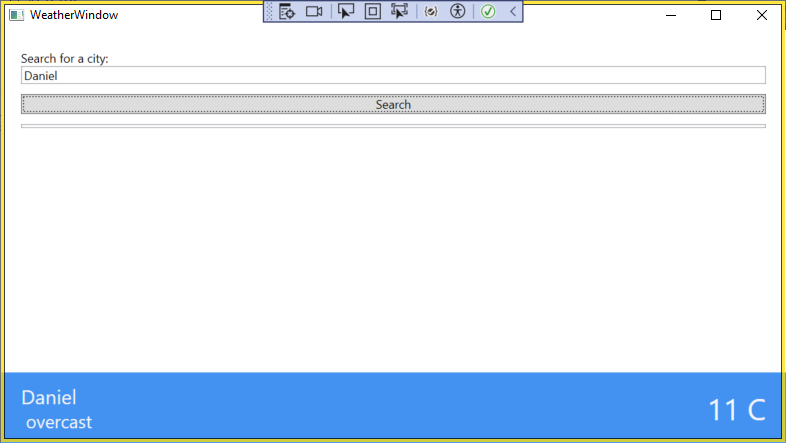 WeatherWindow
Search for a city:
Daniel
Search
Daniel
overcast
11 C